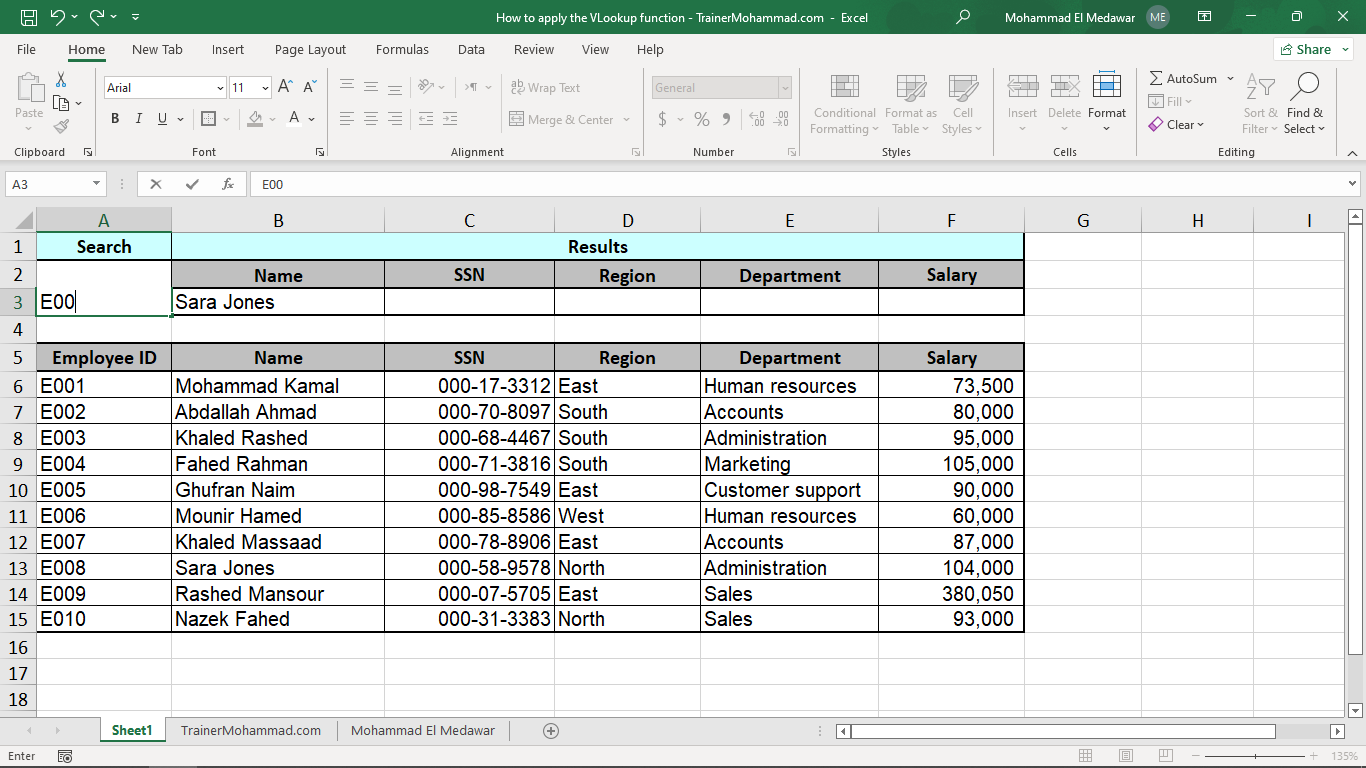 How to apply the VLookup function - TrainerMohammad.com - Excel
Mohammad El Medawar ME
File Home New Tab Insert Page Layout Formulas Data Review View Help Share
Paste
Clipboard
Arial 11
B I U A
Font
Wrap Text
Merge & Center
Alignment
General
$ % 9
Number
Conditional Formatting
Format as Table
Cell Styles
Styles
Insert Delete Format
Cells
AutoSum
Fill
Clear
Sort & Filter
Find & Select
Editing
A3 fx E00
A B C D E F G H I
1 Search Results
2 Name SSN Region Department Salary
3 E00 Sara Jones
4
5 Employee ID Name SSN Region Department Salary
6 E001 Mohammad Kamal 000-17-3312 East Human resources 73,500
7 E002 Abdallah Ahmad 000-70-8097 South Accounts 80,000
8 E003 Khaled Rashed 000-68-4467 South Administration 95,000
9 E004 Fahed Rahman 000-71-3816 South Marketing 105,000
10 E005 Ghufran Naim 000-98-7549 East Customer support 90,000
11 E006 Mounir Hamed 000-85-8586 West Human resources 60,000
12 E007 Khaled Massaad 000-78-8906 East Accounts 87,000
13 E008 Sara Jones 000-58-9578 North Administration 104,000
14 E009 Rashed Mansour 000-07-5705 East Sales 380,050
15 E010 Nazek Fahed 000-31-3383 North Sales 93,000
16
17
18
Sheet1 TrainerMohammad.com Mohammad El Medawar
Enter 135%